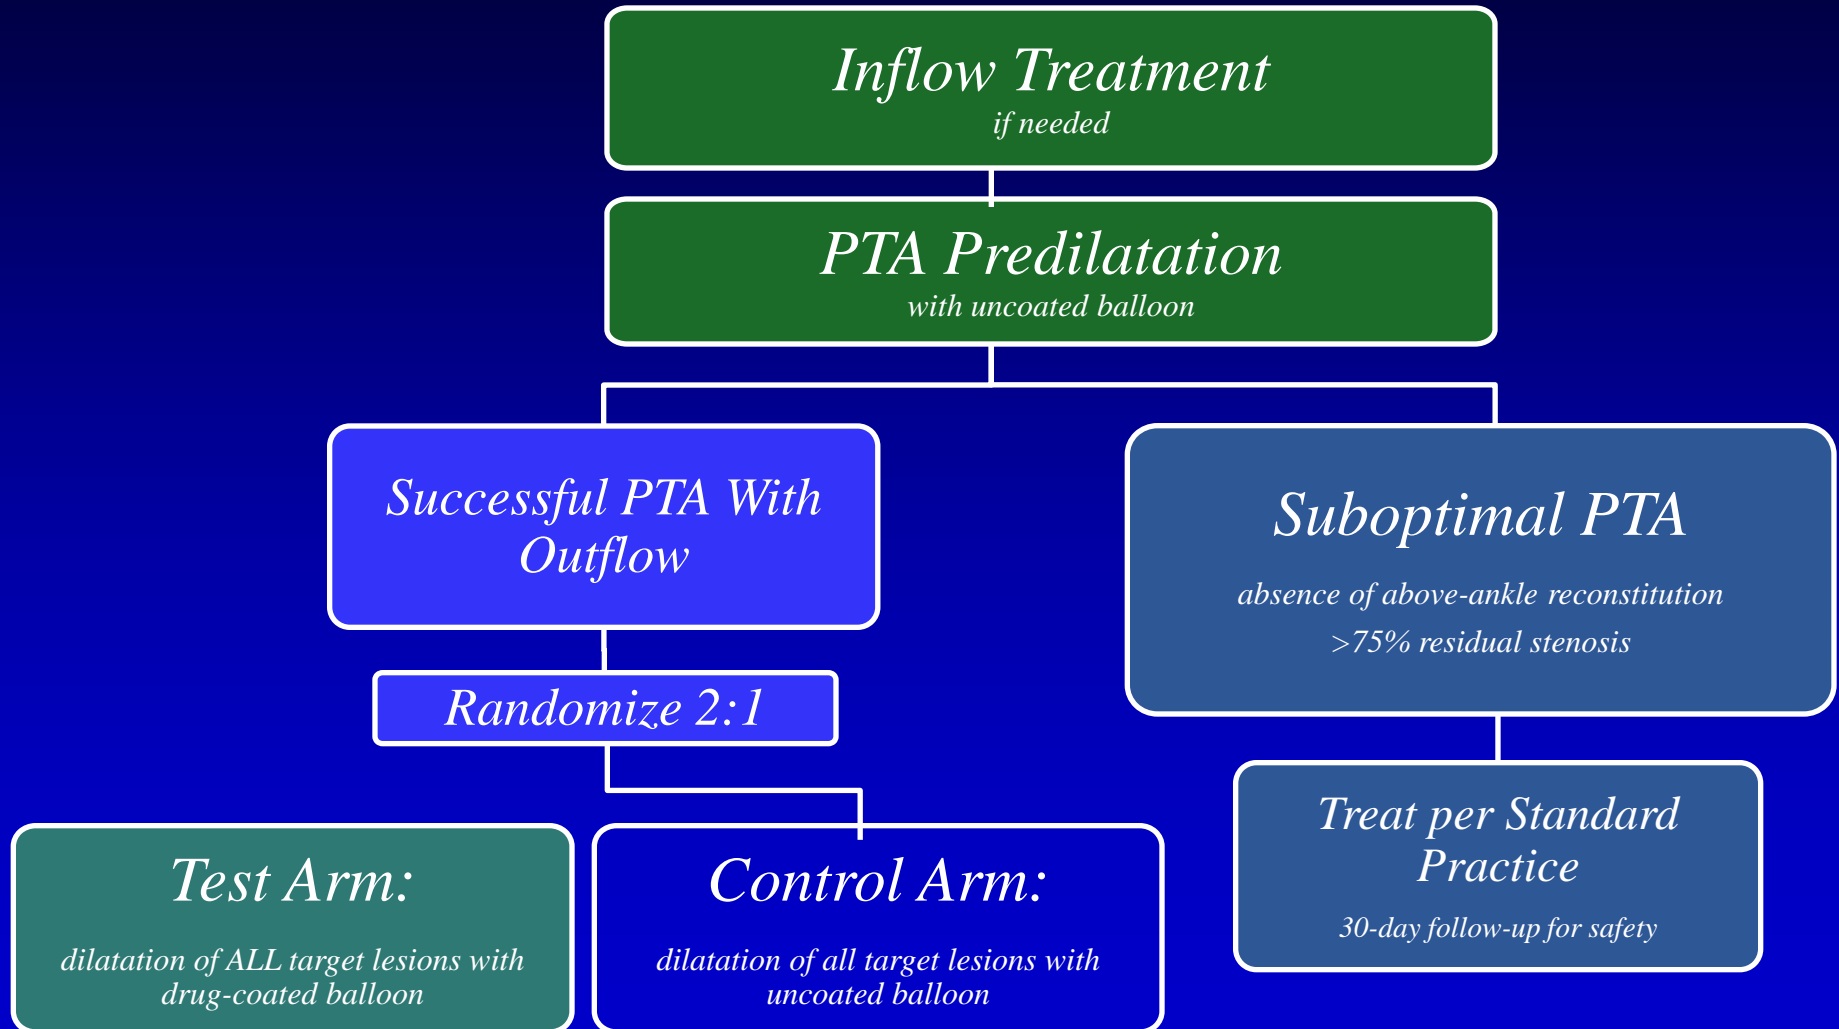 Inflow Treatment
if needed
PTA Predilatation
with uncoated balloon
Successful PTA With
Outflow
Suboptimal PTA
absence of above-ankle reconstitution
>75% residual stenosis
Randomize 2:1
Treat per Standard
Practice
30-day follow-up for safety
Test Arm:
dilatation of ALL target lesions with
drug-coated balloon
Control Arm:
dilatation of all target lesions with
uncoated balloon